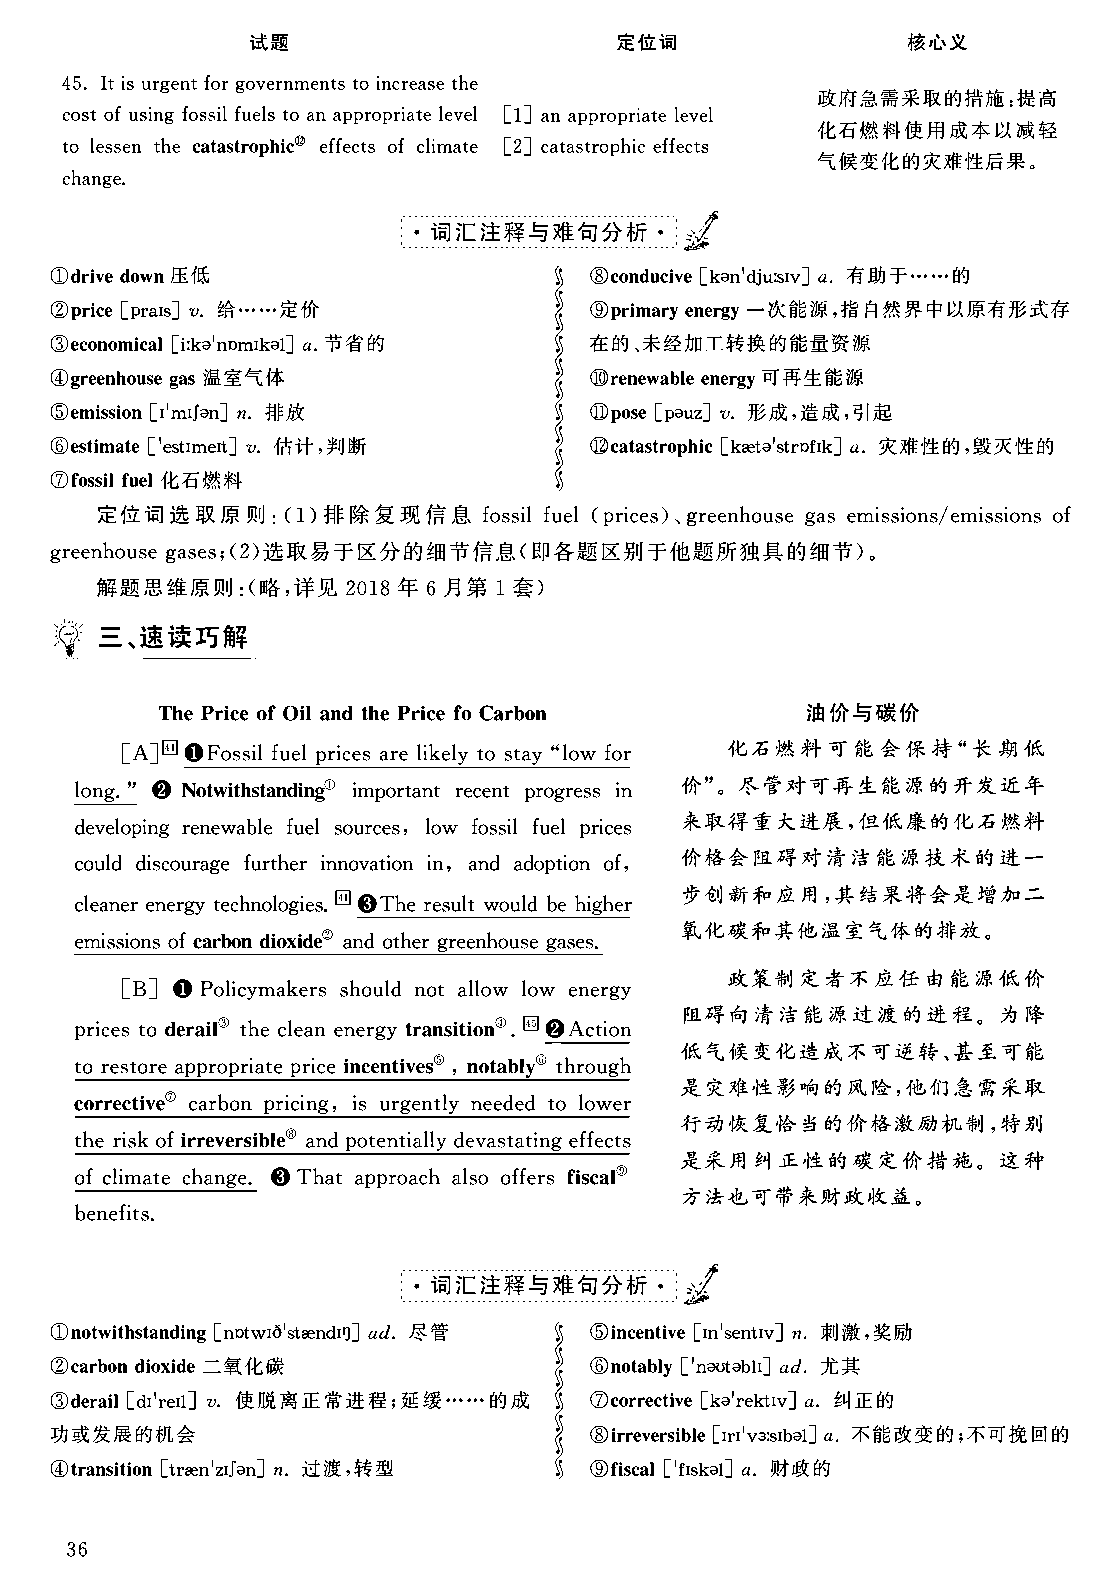 试题 定位词 核心义
45. It is urgent for governments to increase the
cost of using fossil fuels to an appropriate level
to lessen the catastrophic⑫ effects of climate
change.
[1] an appropriate level
[2] catastrophic effects
政府急需采取的措施;提高
化石燃料使用成本以减轻
气候变化的灾难性后果。
·词汇注释与难句分析·
①drive down 压低
②price [praɪs] v. 给……定价
③economical [iːkə'nɒmɪkəl] a. 节省的
④greenhouse gas 温室气体
⑤emission [ɪ'mɪʃən] n. 排放
⑥estimate ['estɪmeɪt] v. 估计,判断
⑦fossil fuel 化石燃料
⑧conducive [kən'djuːsɪv] a. 有助于……的
⑨primary energy 一次能源,指自然界中以原有形式存
在的、未经加工转换的能量资源
⑩renewable energy 可再生能源
⑪pose [pəuz] v. 形成,造成,引起
⑫catastrophic [kætə'strɒfɪk] a. 灾难性的,毁灭性的
定位词选取原则:(1)排除复现信息 fossil fuel (prices)、greenhouse gas emissions/emissions of
greenhouse gases;(2)选取易于区分的细节信息(即各题区别于他题所独具的细节)。
解题思维原则:(略,详见 2018 年 6 月第 1 套)
三、速读巧解
The Price of Oil and the Price fo Carbon
[A]44 ❶Fossil fuel prices are likely to stay “low for
long.” ❷ Notwithstanding① important recent progress in
developing renewable fuel sources, low fossil fuel prices
could discourage further innovation in, and adoption of,
cleaner energy technologies. 41 ❸The result would be higher
emissions of carbon dioxide② and other greenhouse gases.
[B] ❶ Policymakers should not allow low energy
prices to derail③ the clean energy transition④. 45 ❷Action
to restore appropriate price incentives⑤, notably⑥ through
corrective⑦ carbon pricing, is urgently needed to lower
the risk of irreversible⑧ and potentially devastating effects
of climate change. ❸ That approach also offers fiscal⑨
benefits.
油价与碳价
化石燃料可能会保持“长期低
价”。尽管对可再生能源的开发近年
来取得重大进展,但低廉的化石燃料
价格会阻碍对清洁能源技术的进一
步创新和应用,其结果将会是增加二
氧化碳和其他温室气体的排放。
政策制定者不应任由能源低价
阻碍向清洁能源过渡的进程。为降
低气候变化造成不可逆转、甚至可能
是灾难性影响的风险,他们急需采取
行动恢复恰当的价格激励机制,特别
是采用纠正性的碳定价措施。这种
方法也可带来财政收益。
·词汇注释与难句分析·
①notwithstanding [nɒtwɪð'stændɪŋ] ad. 尽管
②carbon dioxide 二氧化碳
③derail [dɪ'reɪl] v. 使脱离正常进程;延缓……的成
功或发展的机会
④transition [træn'zɪʃən] n. 过渡,转型
⑤incentive [ɪn'sentɪv] n. 刺激,奖励
⑥notably ['nəʊtəblɪ] ad. 尤其
⑦corrective [kə'rektɪv] a. 纠正的
⑧irreversible [ɪrɪ'vɜːsɪbəl] a. 不能改变的;不可挽回的
⑨fiscal ['fɪskəl] a. 财政的
36